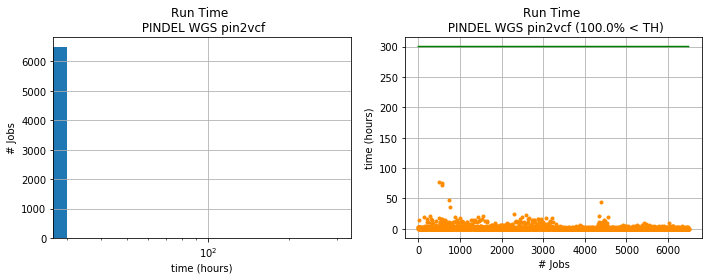 Run Time
PINDEL WGS pin2vcf
6000
5000
4000
3000
2000
1000
0
# Jobs
10²
time (hours)
Run Time
PINDEL WGS pin2vcf (100.0% < TH)
300
250
200
150
100
50
0
time (hours)
0 1000 2000 3000 4000 5000 6000
# Jobs